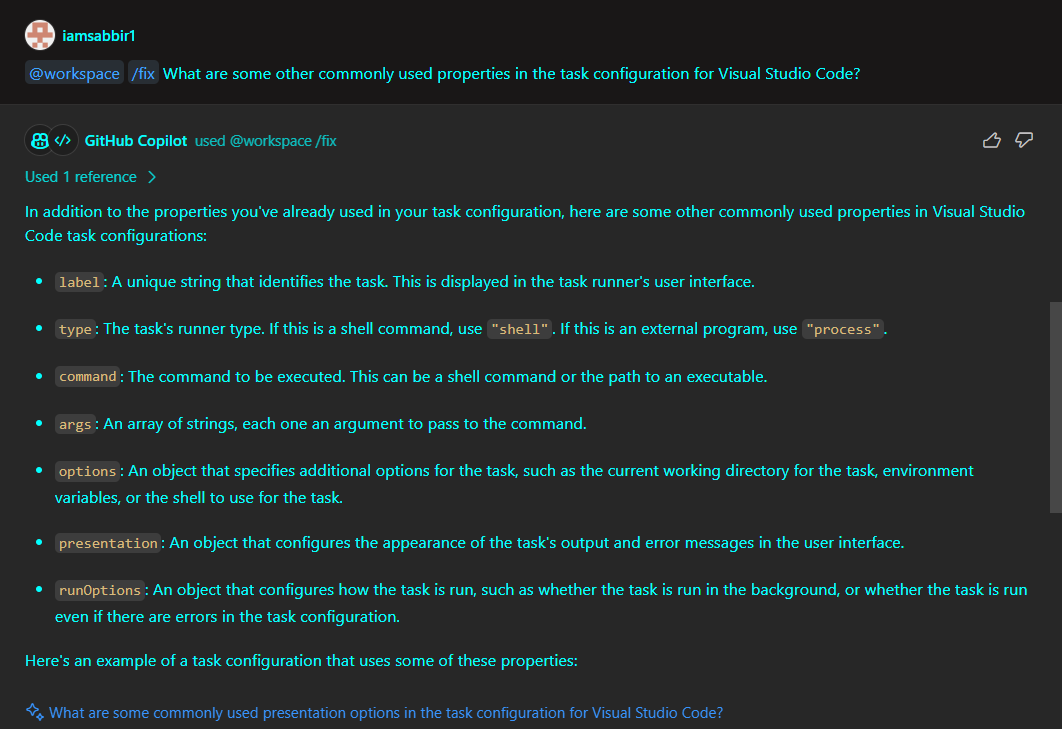 iamsabbir1
@workspace /fix What are some other commonly used properties in the task configuration for Visual Studio Code?
GitHub Copilot used @workspace /fix
Used 1 reference
In addition to the properties you've already used in your task configuration, here are some other commonly used properties in Visual Studio
Code task configurations:
• label: A unique string that identifies the task. This is displayed in the task runner's user interface.
• type: The task's runner type. If this is a shell command, use "shell". If this is an external program, use "process".
• command: The command to be executed. This can be a shell command or the path to an executable.
• args: An array of strings, each one an argument to pass to the command.
• options: An object that specifies additional options for the task, such as the current working directory for the task, environment
variables, or the shell to use for the task.
• presentation: An object that configures the appearance of the task's output and error messages in the user interface.
• runOptions: An object that configures how the task is run, such as whether the task is run in the background, or whether the task is run
even if there are errors in the task configuration.
Here's an example of a task configuration that uses some of these properties:
What are some commonly used presentation options in the task configuration for Visual Studio Code?